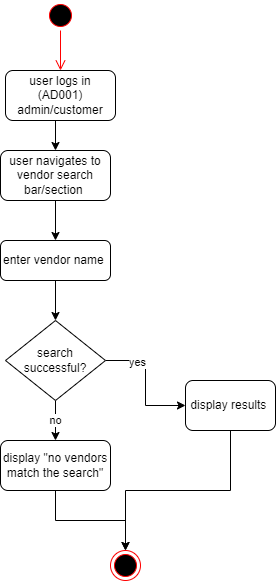 user logs in
(AD001)
admin/customer
user navigates to
vendor search
bar/section
enter vendor name
search
successful?
yes
no
display results
display "no vendors
match the search"